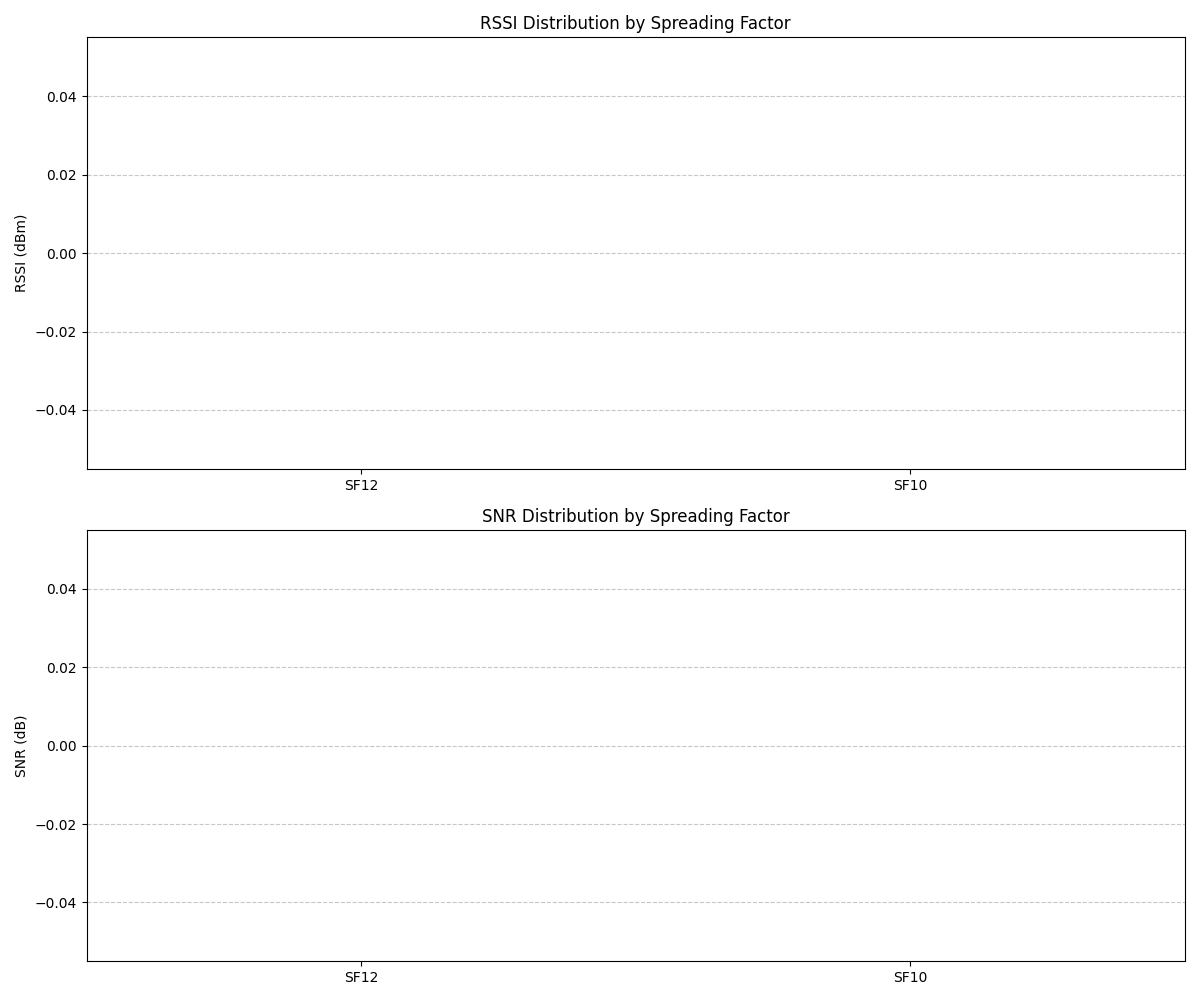 RSSI Distribution by Spreading Factor
0.04
0.02
0.00
−0.02
−0.04
RSSI (dBm)
SF12 SF10
SNR Distribution by Spreading Factor
0.04
0.02
0.00
−0.02
−0.04
SNR (dB)
SF12 SF10